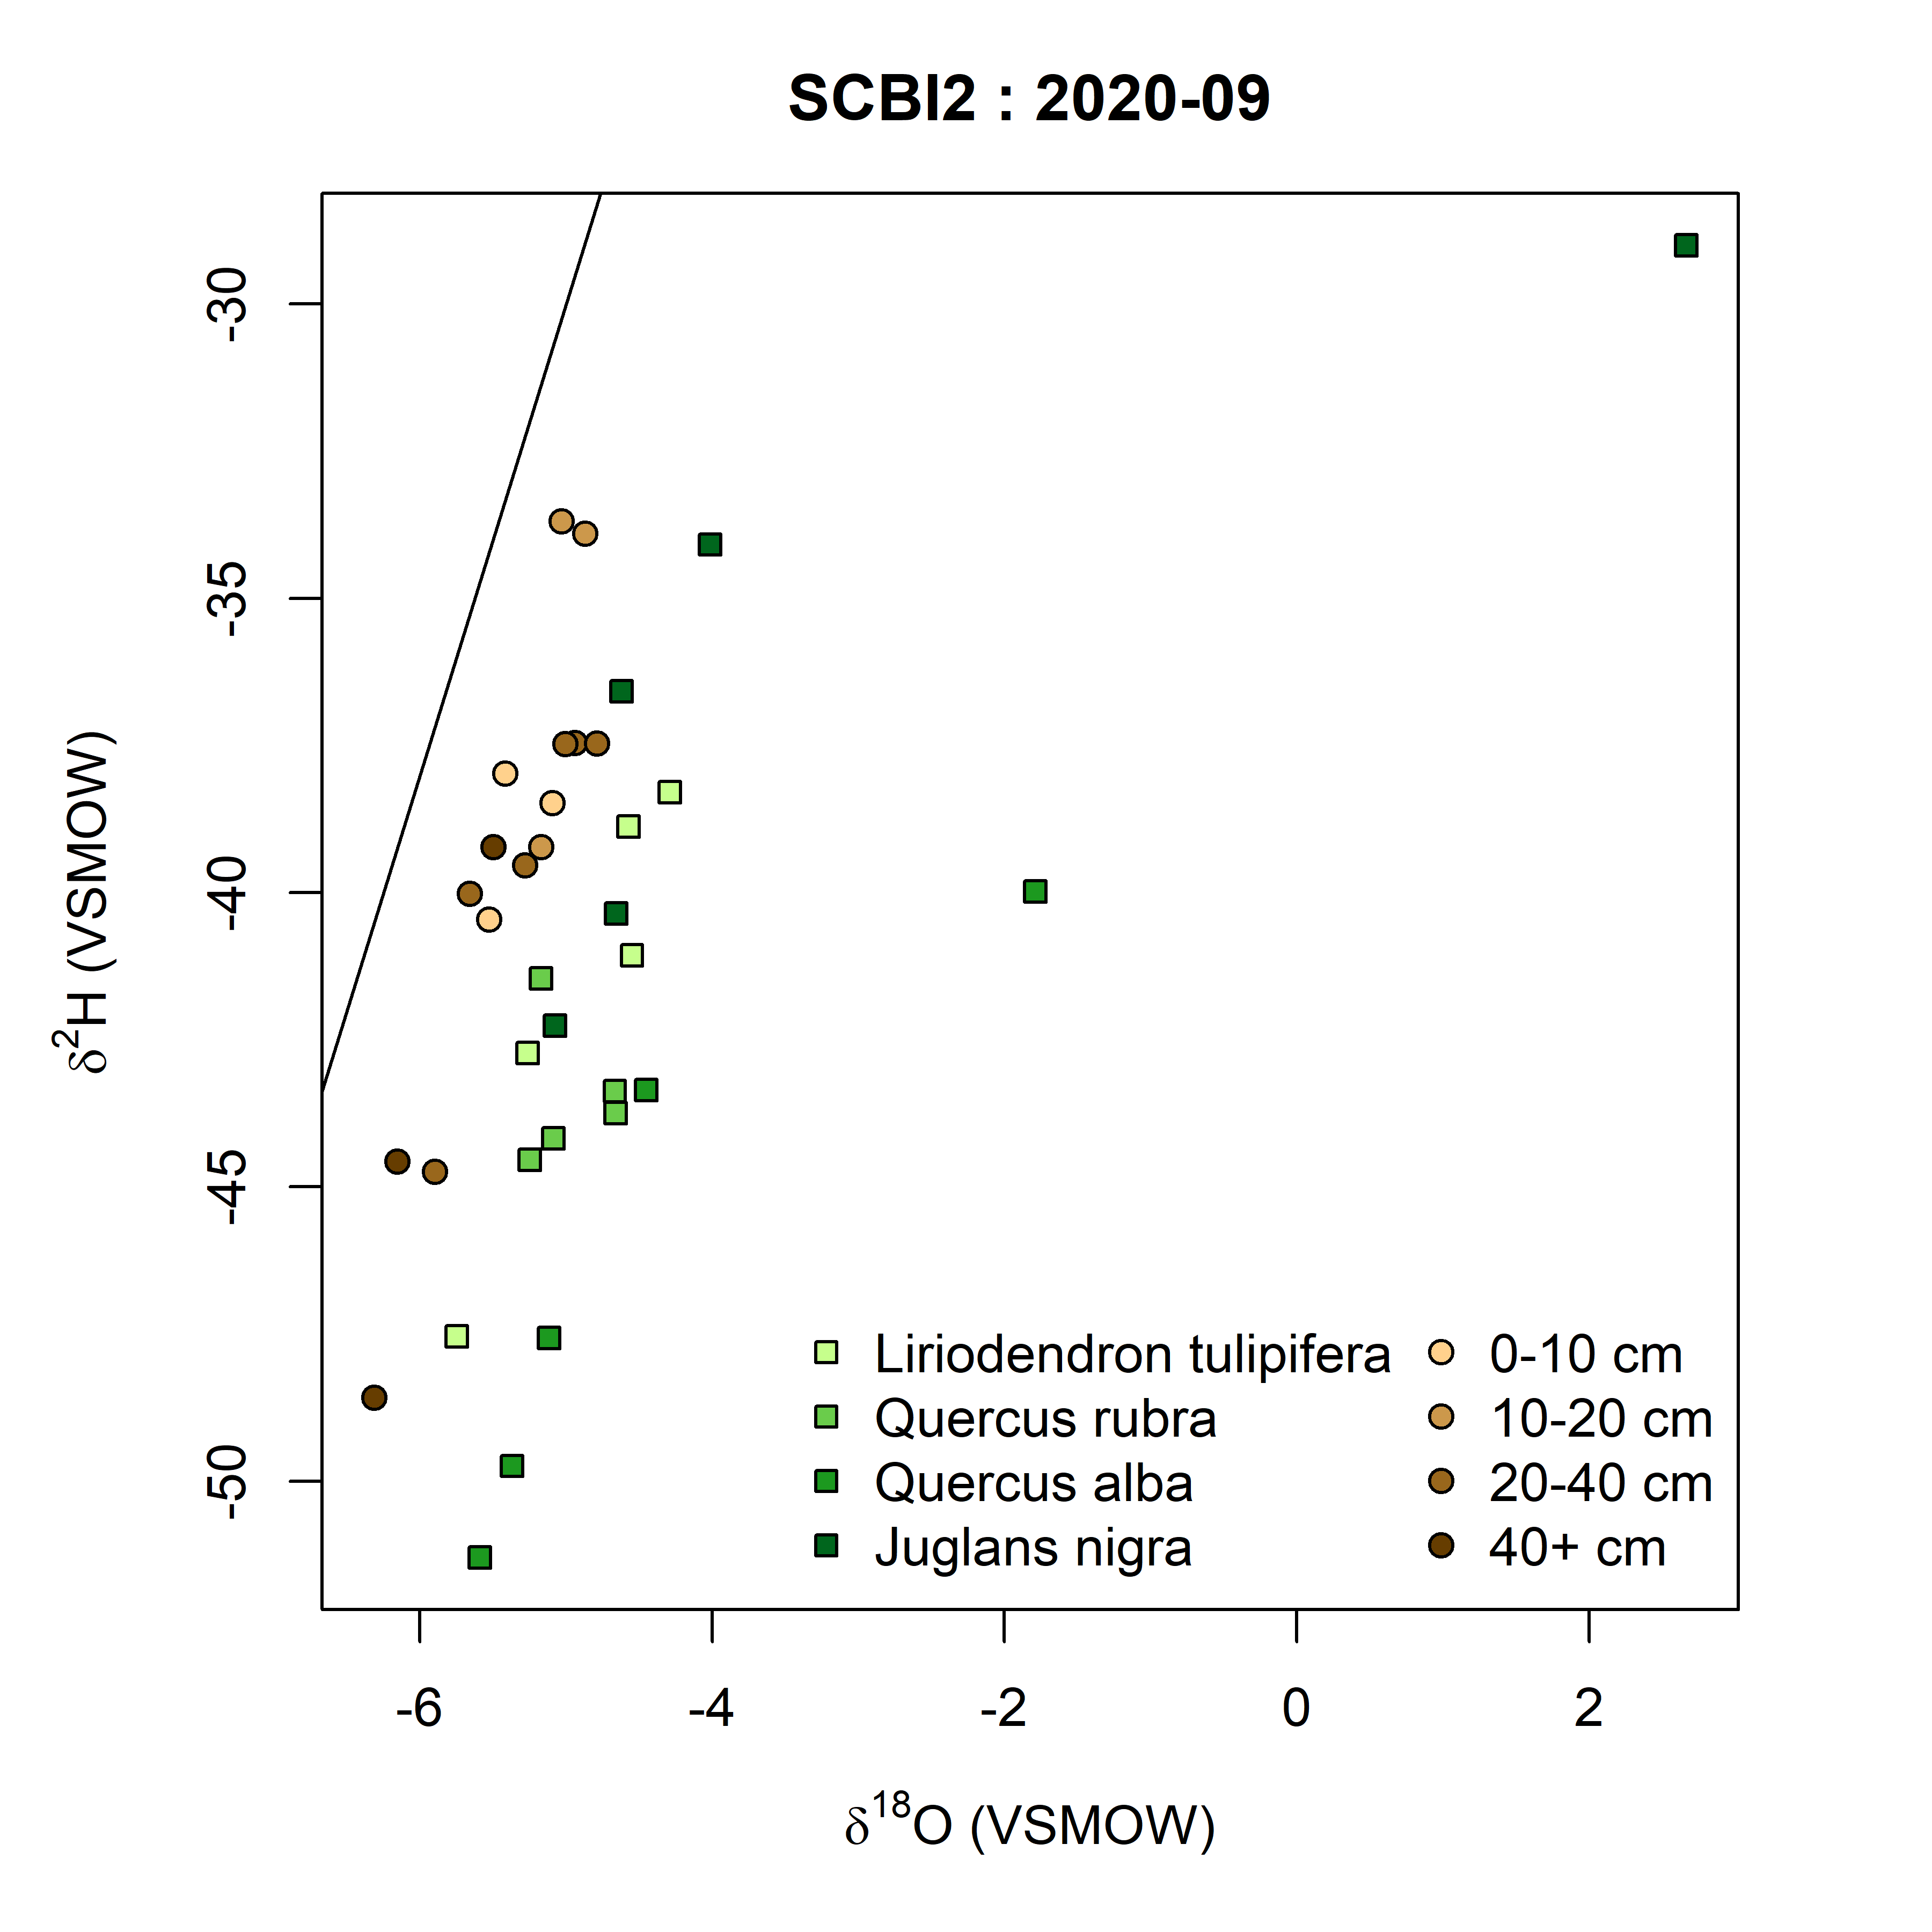 SCBI2 : 2020-09
-30
-35
-40
-45
-50
δ²H (VSMOW)
Liriodendron tulipifera
Quercus rubra
Quercus alba
Juglans nigra
0-10 cm
10-20 cm
20-40 cm
40+ cm
-6 -4 -2 0 2
δ¹⁸O (VSMOW)